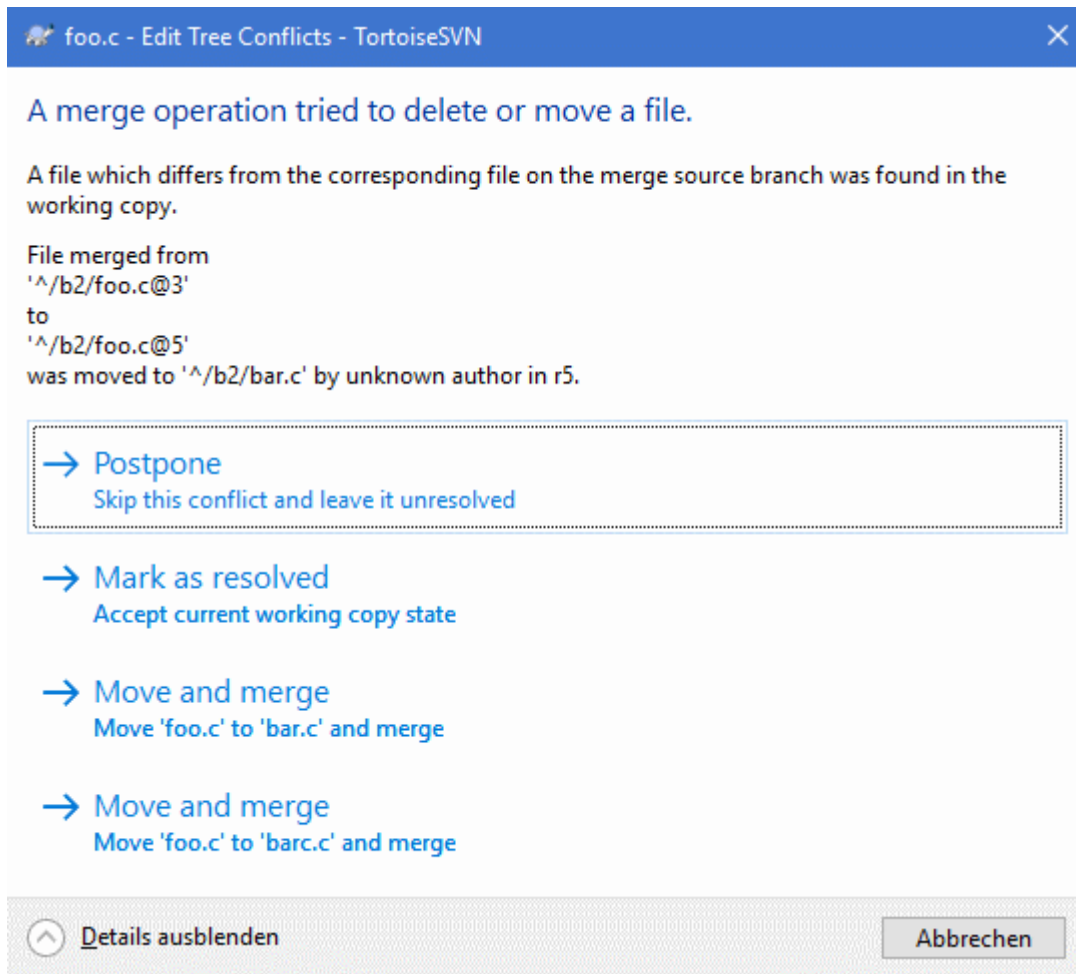 foo.c - Edit Tree Conflicts - TortoiseSVN
A merge operation tried to delete or move a file.
A file which differs from the corresponding file on the merge source branch was found in the
working copy.
File merged from
'^/b2/foo.c@3'
to
'^/b2/foo.c@5'
was moved to '^/b2/bar.c' by unknown author in r5.
Postpone
Skip this conflict and leave it unresolved
Mark as resolved
Accept current working copy state
Move and merge
Move 'foo.c' to 'bar.c' and merge
Move and merge
Move 'foo.c' to 'barc.c' and merge
Details ausblenden
Abbrechen